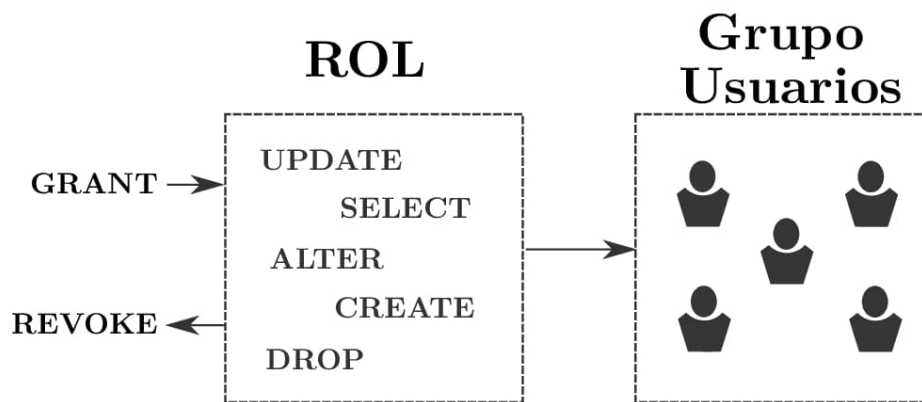 ROL
Grupo
Usuarios
GRANT
REVOKE
UPDATE
SELECT
ALTER
CREATE
DROP